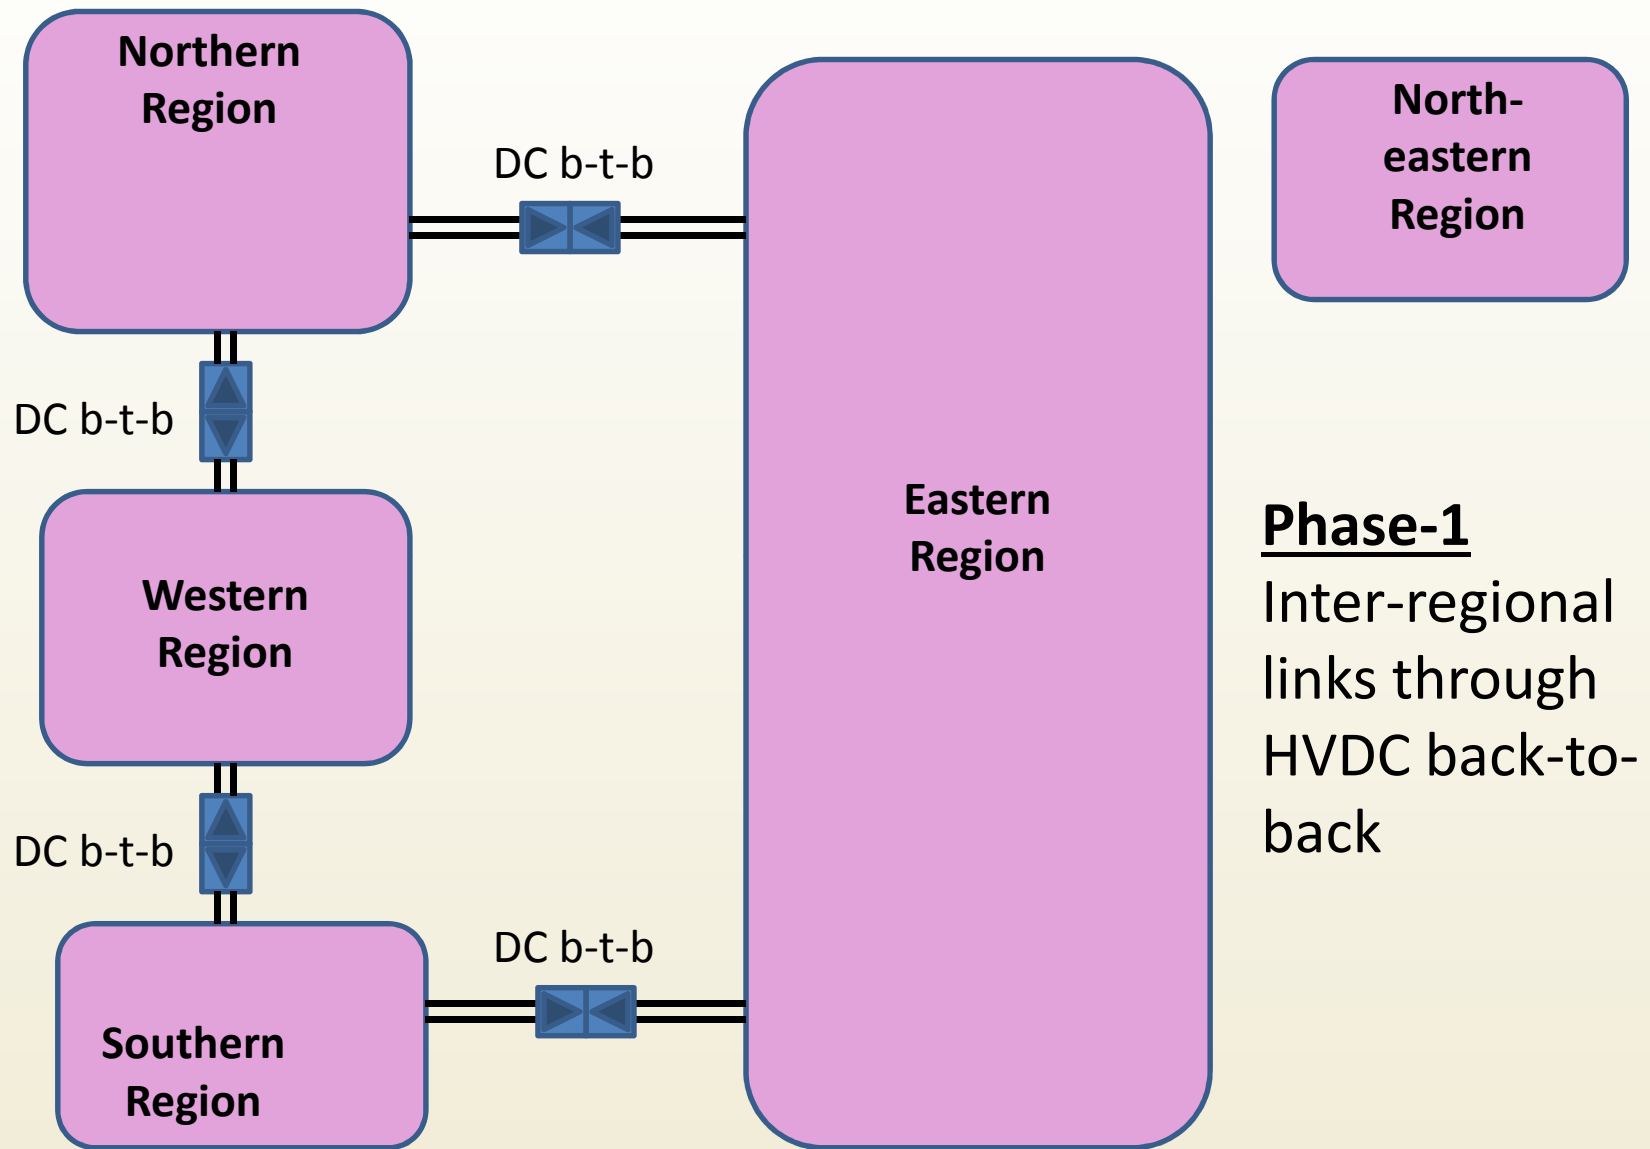 Northern
Region
DC b-t-b
North-
eastern
Region
DC b-t-b
Eastern
Region
Western
Region
Phase-1
Inter-regional
links through
HVDC back-to-
back
DC b-t-b
DC b-t-b
Southern
Region